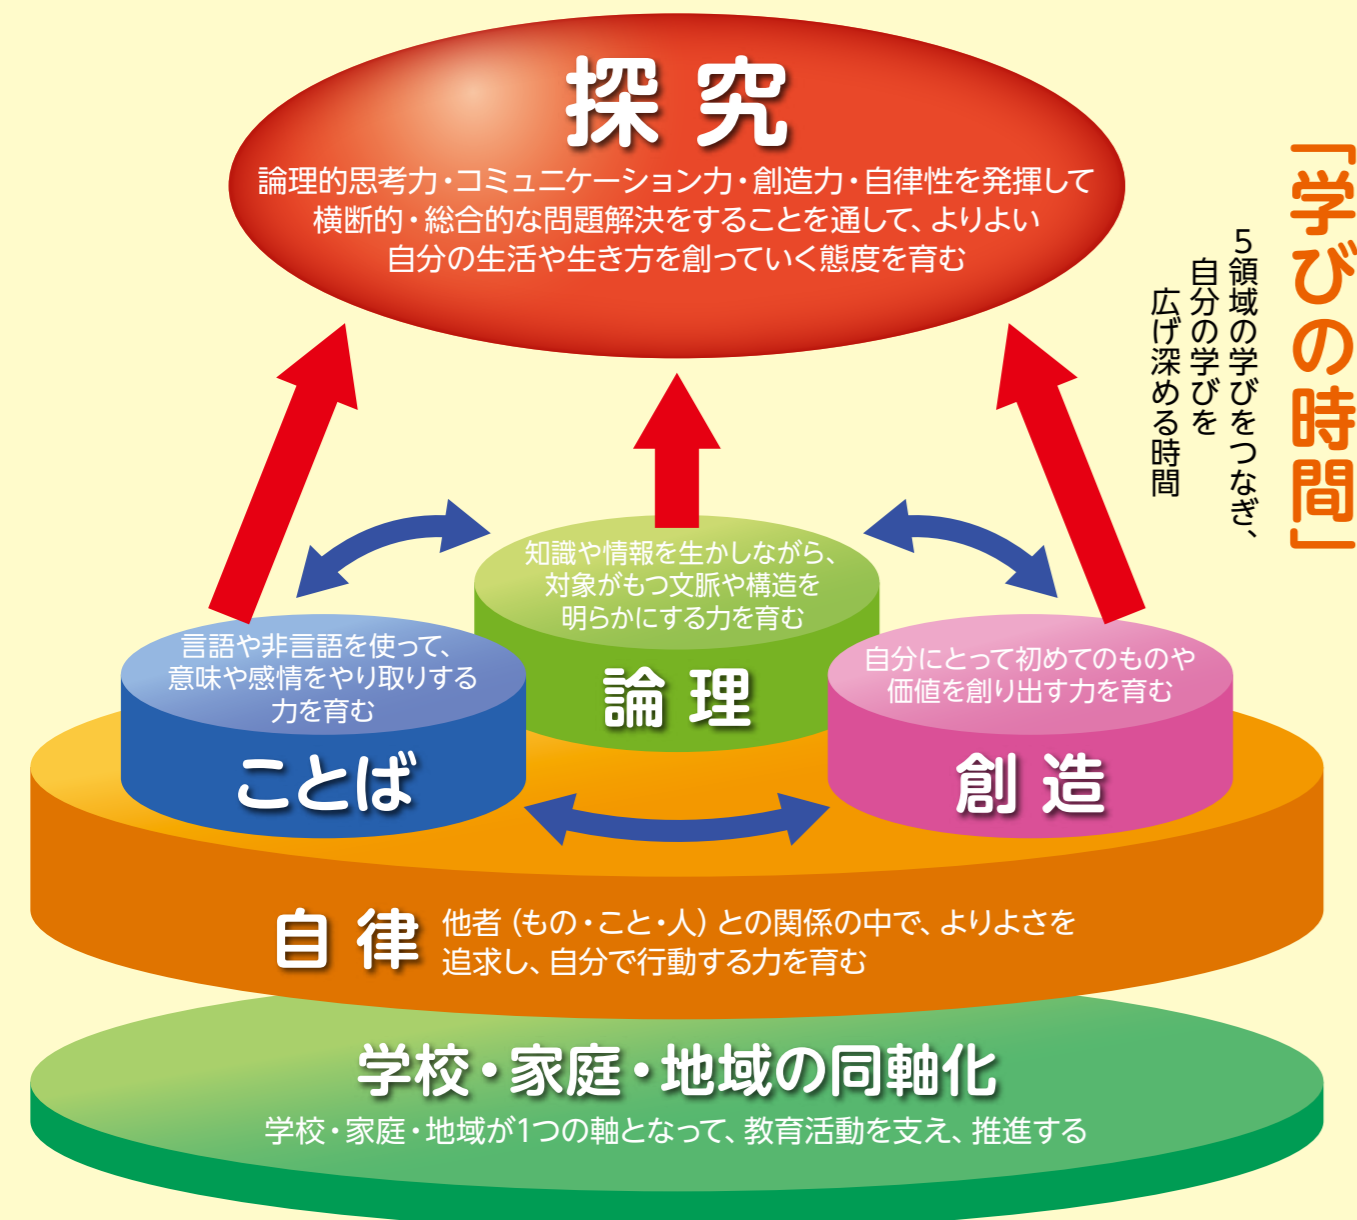 探究
論理的思考力・コミュニケーション力・創造力・自律性を発揮して
横断的・総合的な問題解決をすることを通して、よりよい
自分の生活や生き方を創っていく態度を育む
「学びの時間」
5領域の学びをつなぎ、
自分の学びを
広げ深める時間
知識や情報を生かしながら、
対象がもつ文脈や構造を
明らかにする力を育む
論理
言語や非言語を使って、
意味や感情をやり取りする
力を育む
ことば
自分にとって初めてのものや
価値を創り出す力を育む
創造
自律
他者（もの・こと・人）との関係の中で、よりよさを
追求し、自分で行動する力を育む
学校・家庭・地域の同軸化
学校・家庭・地域が1つの軸となって、教育活動を支え、推進する